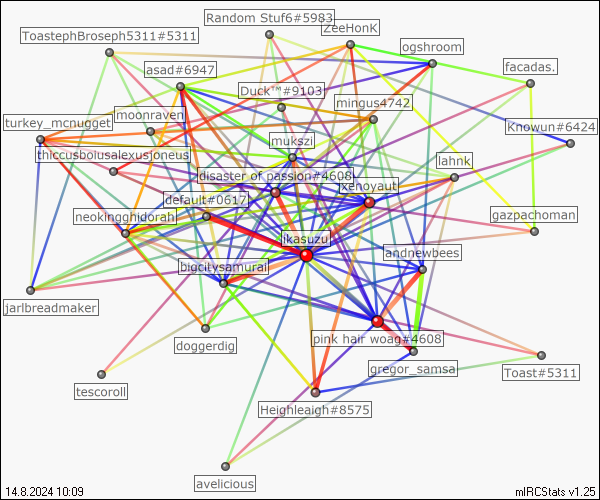 Random Stuf6#5983
ZeeHonK
ToastephBroseph5311#5311
ogshroom
asad#6947
facadas.
Duck™#9103
mingus4742
moonraven
turkey_mcnugget
Knowun#6424
mukszi
thiccusbolusalexusjoneus
lahnk
disaster of passion#4608
xenoyaut
default#0617
neokingghidorah
gazpachoman
jkasuzu
andnewbees
bigcitysamurai
jarlbreadmaker
pink hair woag#4608
doggerdig
gregor_samsa
Toast#5311
tescoroll
Heighleaigh#8575
avelicious
14.8.2024 10:09
mIRCStats v1.25